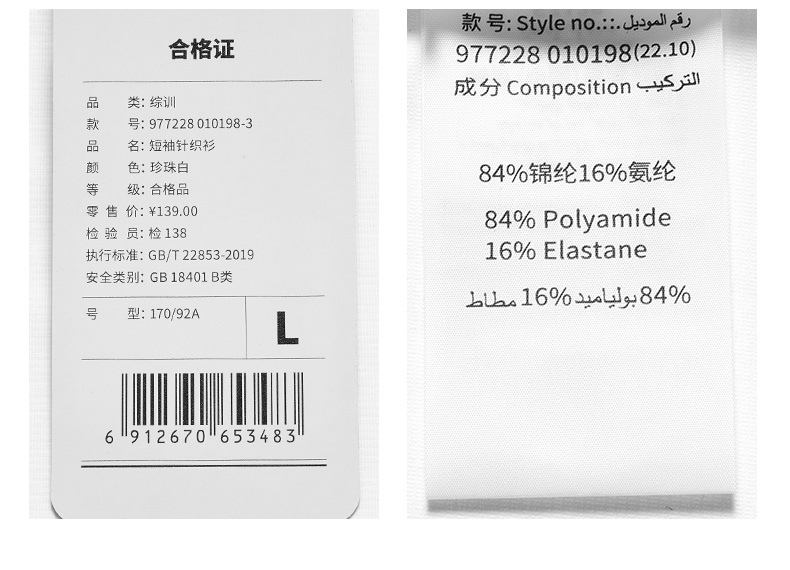 合格证
品 类: 综训
款 号: 977228 010198-3
品 名: 短袖针织衫
颜 色: 珍珠白
等 级: 合格品
零 售 价: ¥139.00
检 验 员: 检 138
执行标准: GB/T 22853-2019
安全类别: GB 18401 B类
号 型: 170/92A
L
6 912670 653483
款 号: Style no.::. رقم الموديل
977228 010198(22.10)
成 分 Composition التركيب
84%锦纶16%氨纶
84% Polyamide
16% Elastane
84% بولياميد 16% مطاط